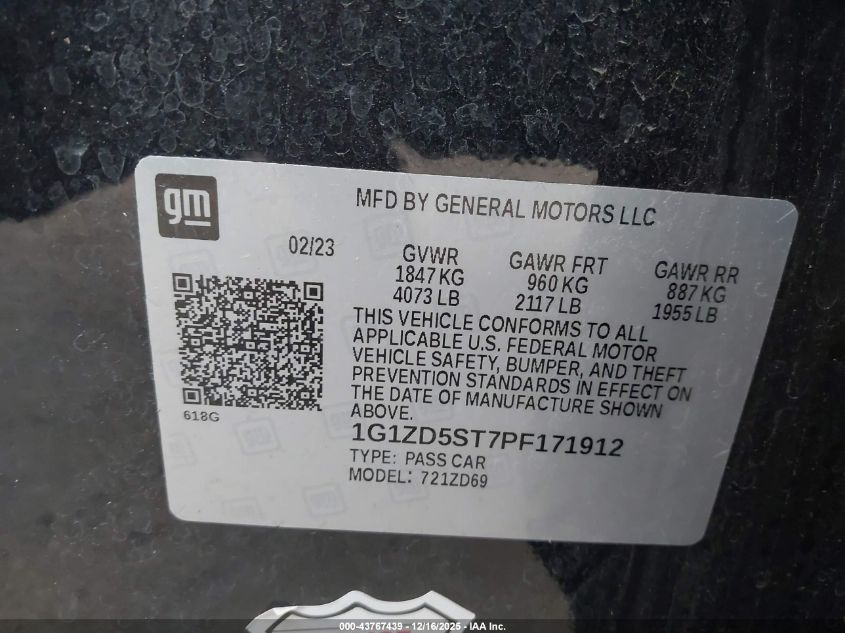 gm
MFD BY GENERAL MOTORS LLC
02/23
GVWR
1847 KG
4073 LB
GAWR FRT
960 KG
2117 LB
GAWR RR
887 KG
1955 LB
THIS VEHICLE CONFORMS TO ALL
APPLICABLE U.S. FEDERAL MOTOR
VEHICLE SAFETY, BUMPER, AND THEFT
PREVENTION STANDARDS IN EFFECT ON
THE DATE OF MANUFACTURE SHOWN
ABOVE.
618G
1G1ZD5ST7PF171912
TYPE: PASS CAR
MODEL: 721ZD69
000-43767439 - 12/16/2025 - IAA Inc.